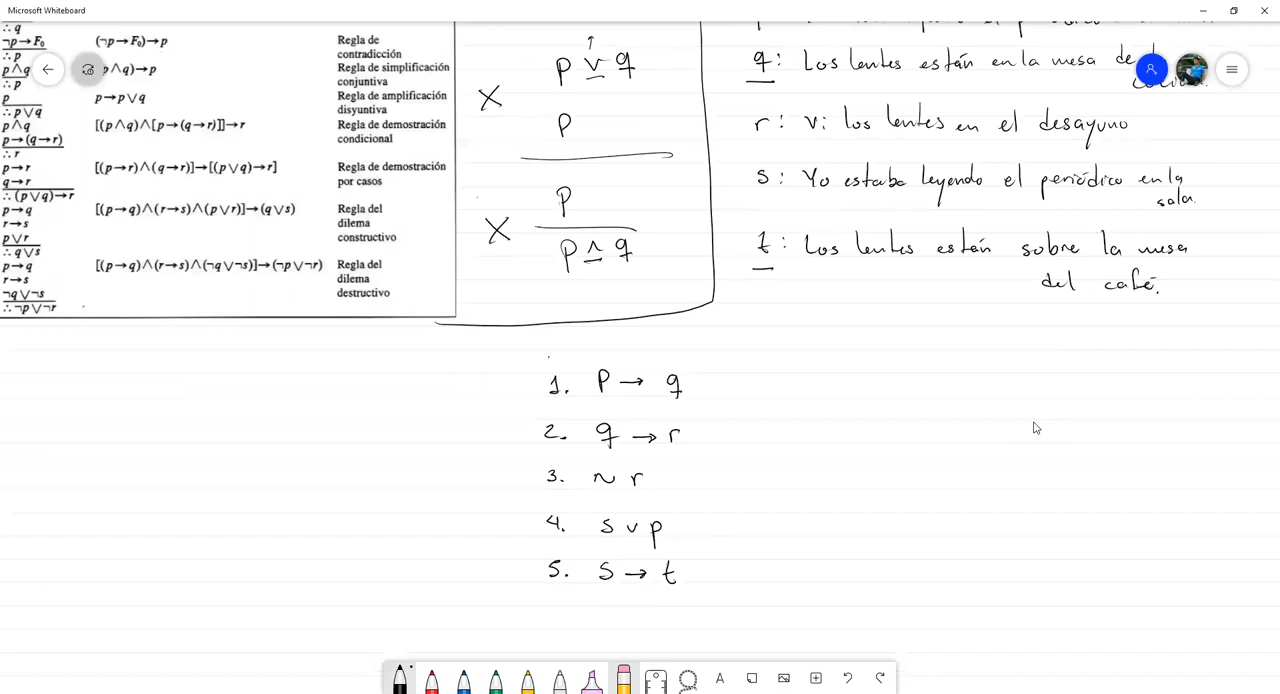 Microsoft Whiteboard
∴ q
¬p→F₀ (¬p→F₀)→p Regla de
∴ p contradicción
p∧q p∧q)→p Regla de simplificación
∴ p conjuntiva
p p→p∨q Regla de amplificación
∴ p∨q disyuntiva
p∧q [(p∧q)∧[p→(q→r)]]→r Regla de demostración
p→(q→r) condicional
∴ r
p→r [(p→r)∧(q→r)]→[(p∨q)→r] Regla de demostración
q→r por casos
∴ (p∨q)→r
p→q [(p→q)∧(r→s)∧(p∨r)]→(q∨s) Regla del
r→s dilema
p∨r constructivo
∴ q∨s
p→q [(p→q)∧(r→s)∧(¬q∨¬s)]→(¬p∨¬r) Regla del
r→s dilema
¬q∨¬s destructivo
∴ ¬p∨¬r
↑
p ∨ q
X
p
p
X
p ∧ q
q: Los lentes están en la mesa de
r: Vi los lentes en el desayuno
s: Yo estaba leyendo el periódico en la
sala.
t: Los lentes están sobre la mesa
del café.
1. p → q
2. q → r
3. ~ r
4. s ∨ p
5. s → t
A